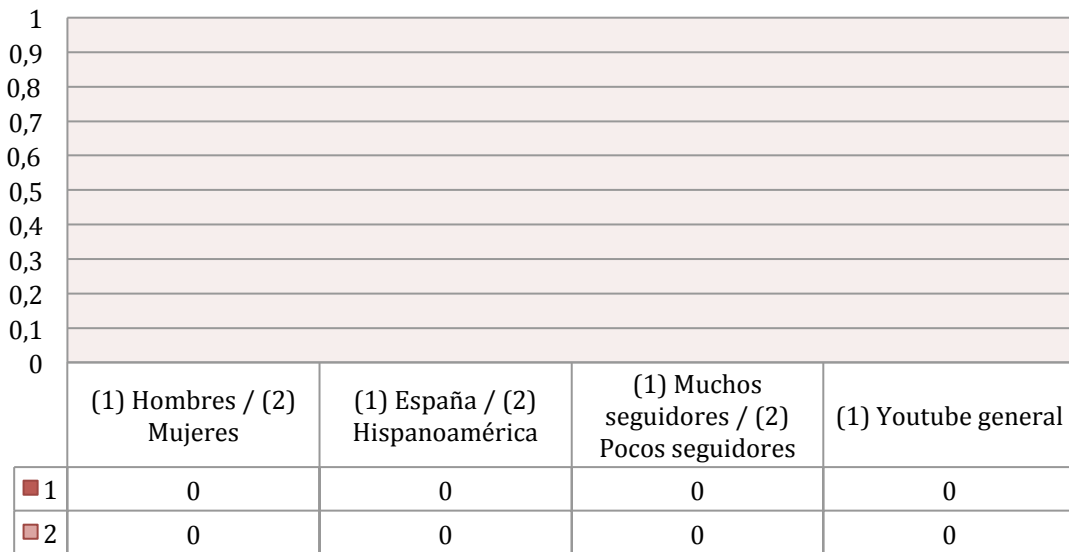 1
0,9
0,8
0,7
0,6
0,5
0,4
0,3
0,2
0,1
0
(1) Hombres / (2)
Mujeres
(1) España / (2)
Hispanoamérica
(1) Muchos
seguidores / (2)
Pocos seguidores
(1) Youtube general
1 0 0 0 0
2 0 0 0 0